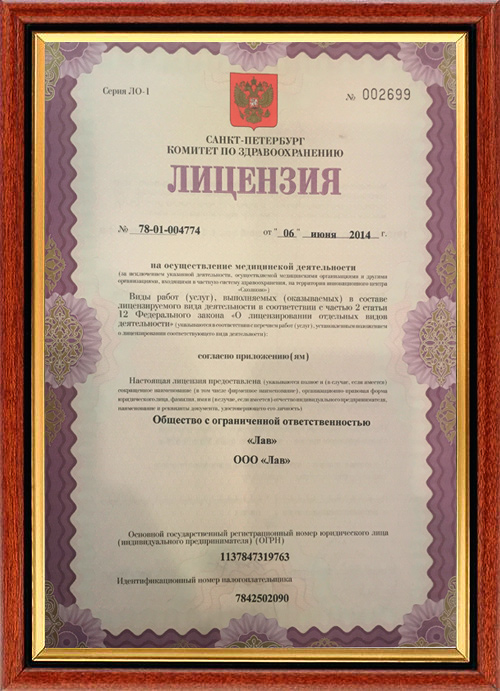 Серия ЛО-1
№ 002699
САНКТ-ПЕТЕРБУРГ
КОМИТЕТ ПО ЗДРАВООХРАНЕНИЮ
ЛИЦЕНЗИЯ
№ 78-01-004774 от "06" июня 2014 г.
на осуществление медицинской деятельности
(за исключением указанной деятельности, осуществляемой медицинскими организациями и другими
организациями, входящими в частную систему здравоохранения, на территории инновационного центра
«Сколково»)
Виды работ (услуг), выполняемых (оказываемых) в составе
лицензируемого вида деятельности в соответствии с частью 2 статьи
12 Федерального закона «О лицензировании отдельных видов
деятельности» (указываются в соответствии с перечнем работ (услуг), установленным положением
о лицензировании соответствующего вида деятельности):
согласно приложению(ям)
Настоящая лицензия предоставлена (указываются полное и (в случае, если имеется)
сокращенное наименование (в том числе фирменное наименование), организационно-правовая форма
юридического лица, фамилия, имя и (в случае, если имеется) отчество индивидуального предпринимателя,
наименование и реквизиты документа, удостоверяющего его личность)
Общество с ограниченной ответственностью
«Лав»
ООО «Лав»
Основной государственный регистрационный номер юридического лица
(индивидуального предпринимателя) (ОГРН)
1137847319763
Идентификационный номер налогоплательщика
7842502090